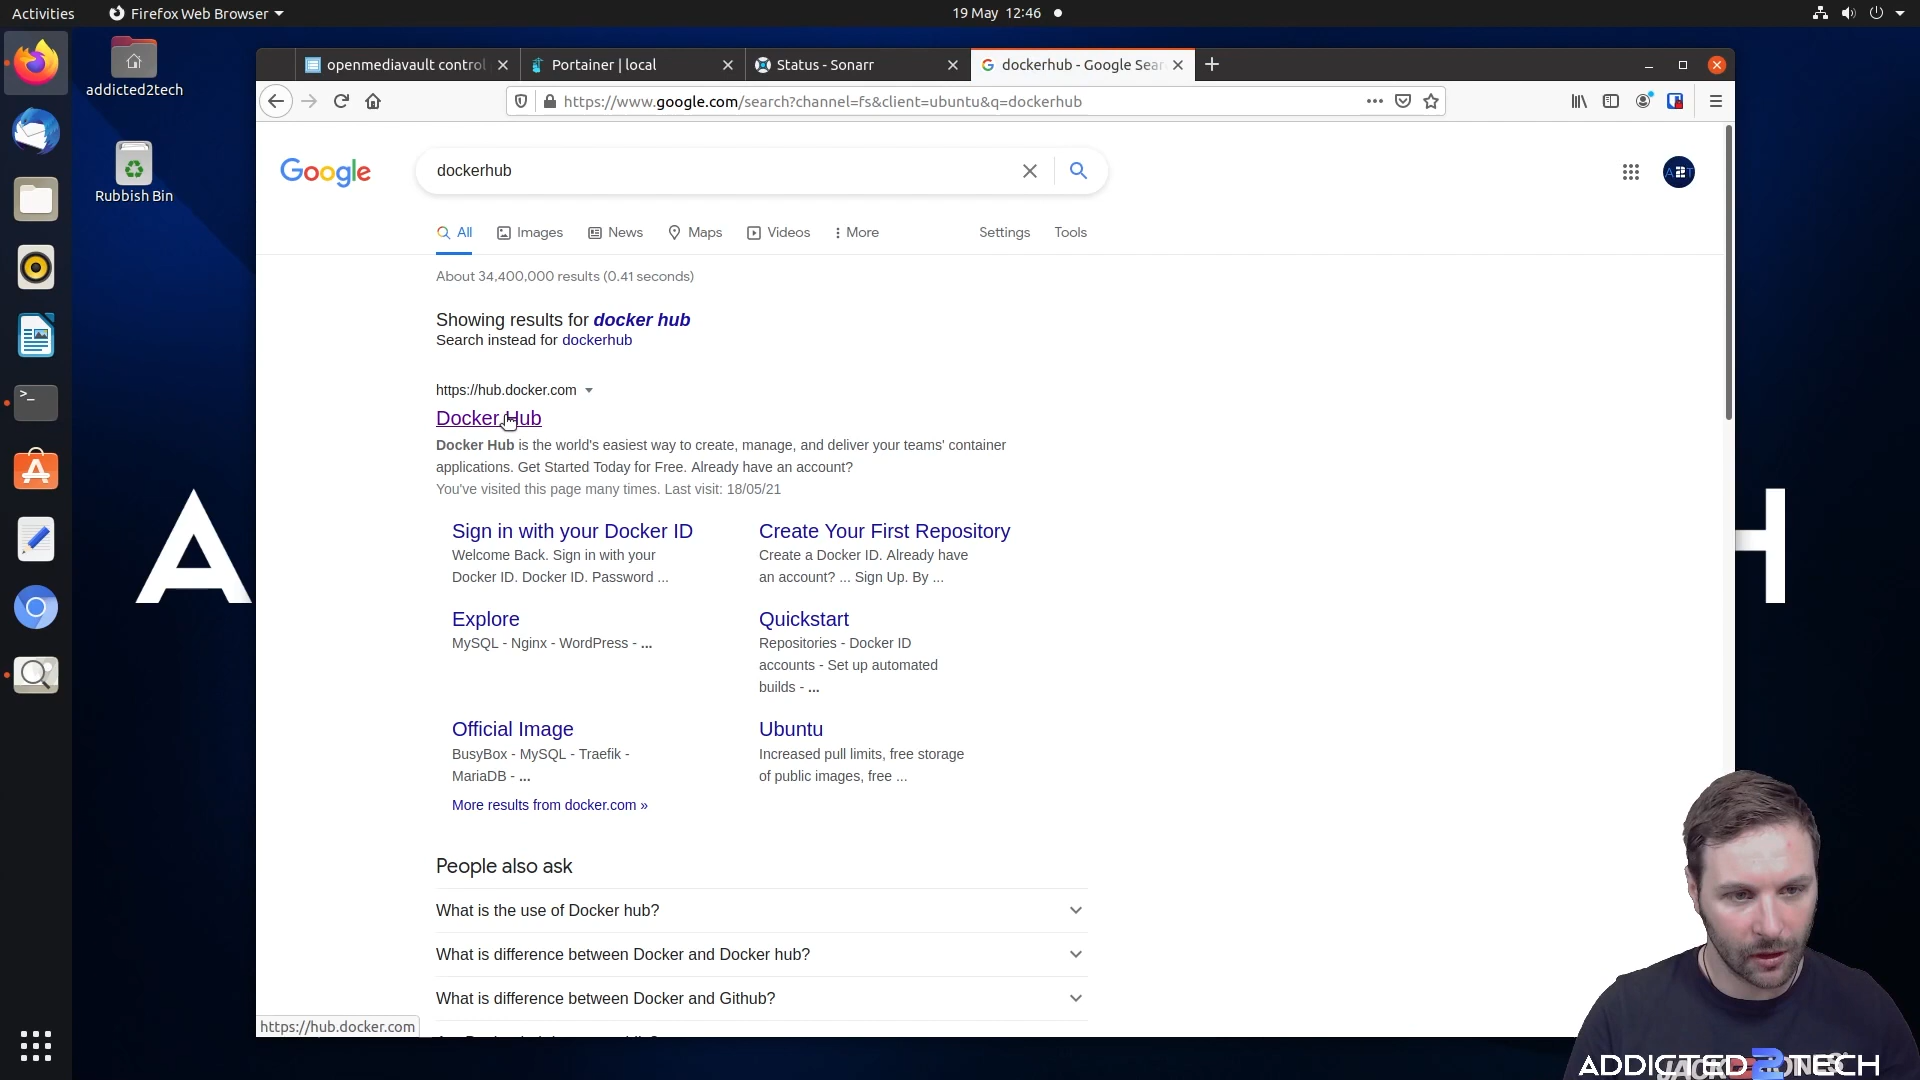 Activities
Firefox Web Browser
19 May 12:46
addicted2tech
Rubbish Bin
openmediavault control
Portainer | local
Status - Sonarr
dockerhub - Google Sear
https://www.google.com/search?channel=fs&client=ubuntu&q=dockerhub
Google
dockerhub
A2T
All
Images
News
Maps
Videos
More
Settings
Tools
About 34,400,000 results (0.41 seconds)
Showing results for docker hub
Search instead for dockerhub
https://hub.docker.com
Docker Hub
Docker Hub is the world's easiest way to create, manage, and deliver your teams' container
applications. Get Started Today for Free. Already have an account?
You've visited this page many times. Last visit: 18/05/21
Sign in with your Docker ID
Welcome Back. Sign in with your
Docker ID. Docker ID. Password ...
Create Your First Repository
Create a Docker ID. Already have
an account? ... Sign Up. By ...
Explore
MySQL - Nginx - WordPress - ...
Quickstart
Repositories - Docker ID
accounts - Set up automated
builds - ...
Official Image
BusyBox - MySQL - Traefik -
MariaDB - ...
Ubuntu
Increased pull limits, free storage
of public images, free ...
More results from docker.com »
People also ask
What is the use of Docker hub?
What is difference between Docker and Docker hub?
What is difference between Docker and Github?
https://hub.docker.com
A
H
ADDICTED2TECH